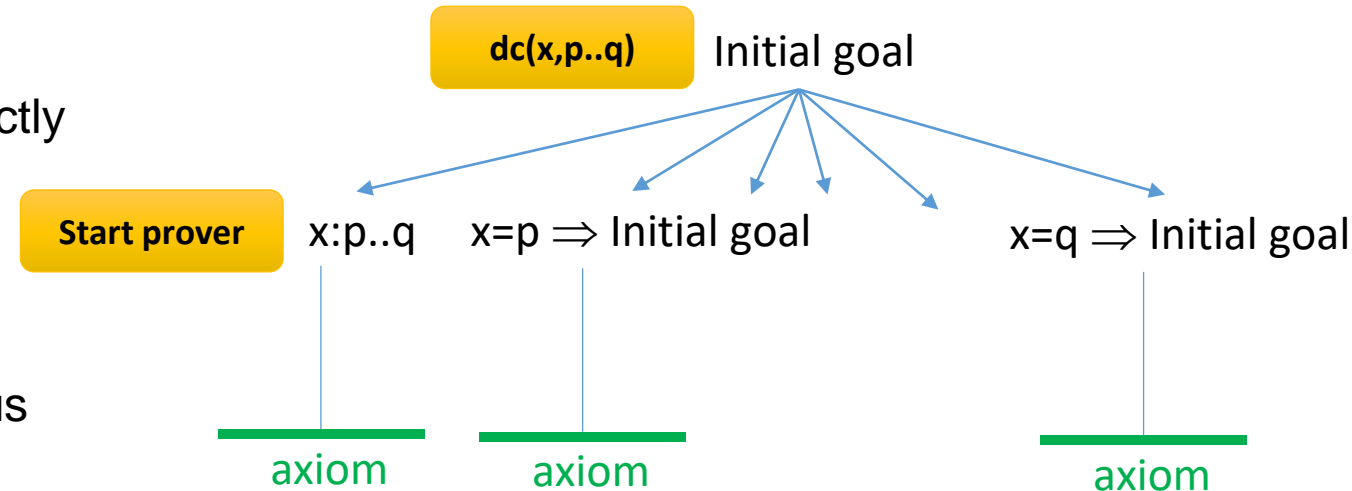 dc(x,p..q) Initial goal
ctly
Start prover x:p..q x=p ⇒ Initial goal x=q ⇒ Initial goal
us
axiom axiom axiom